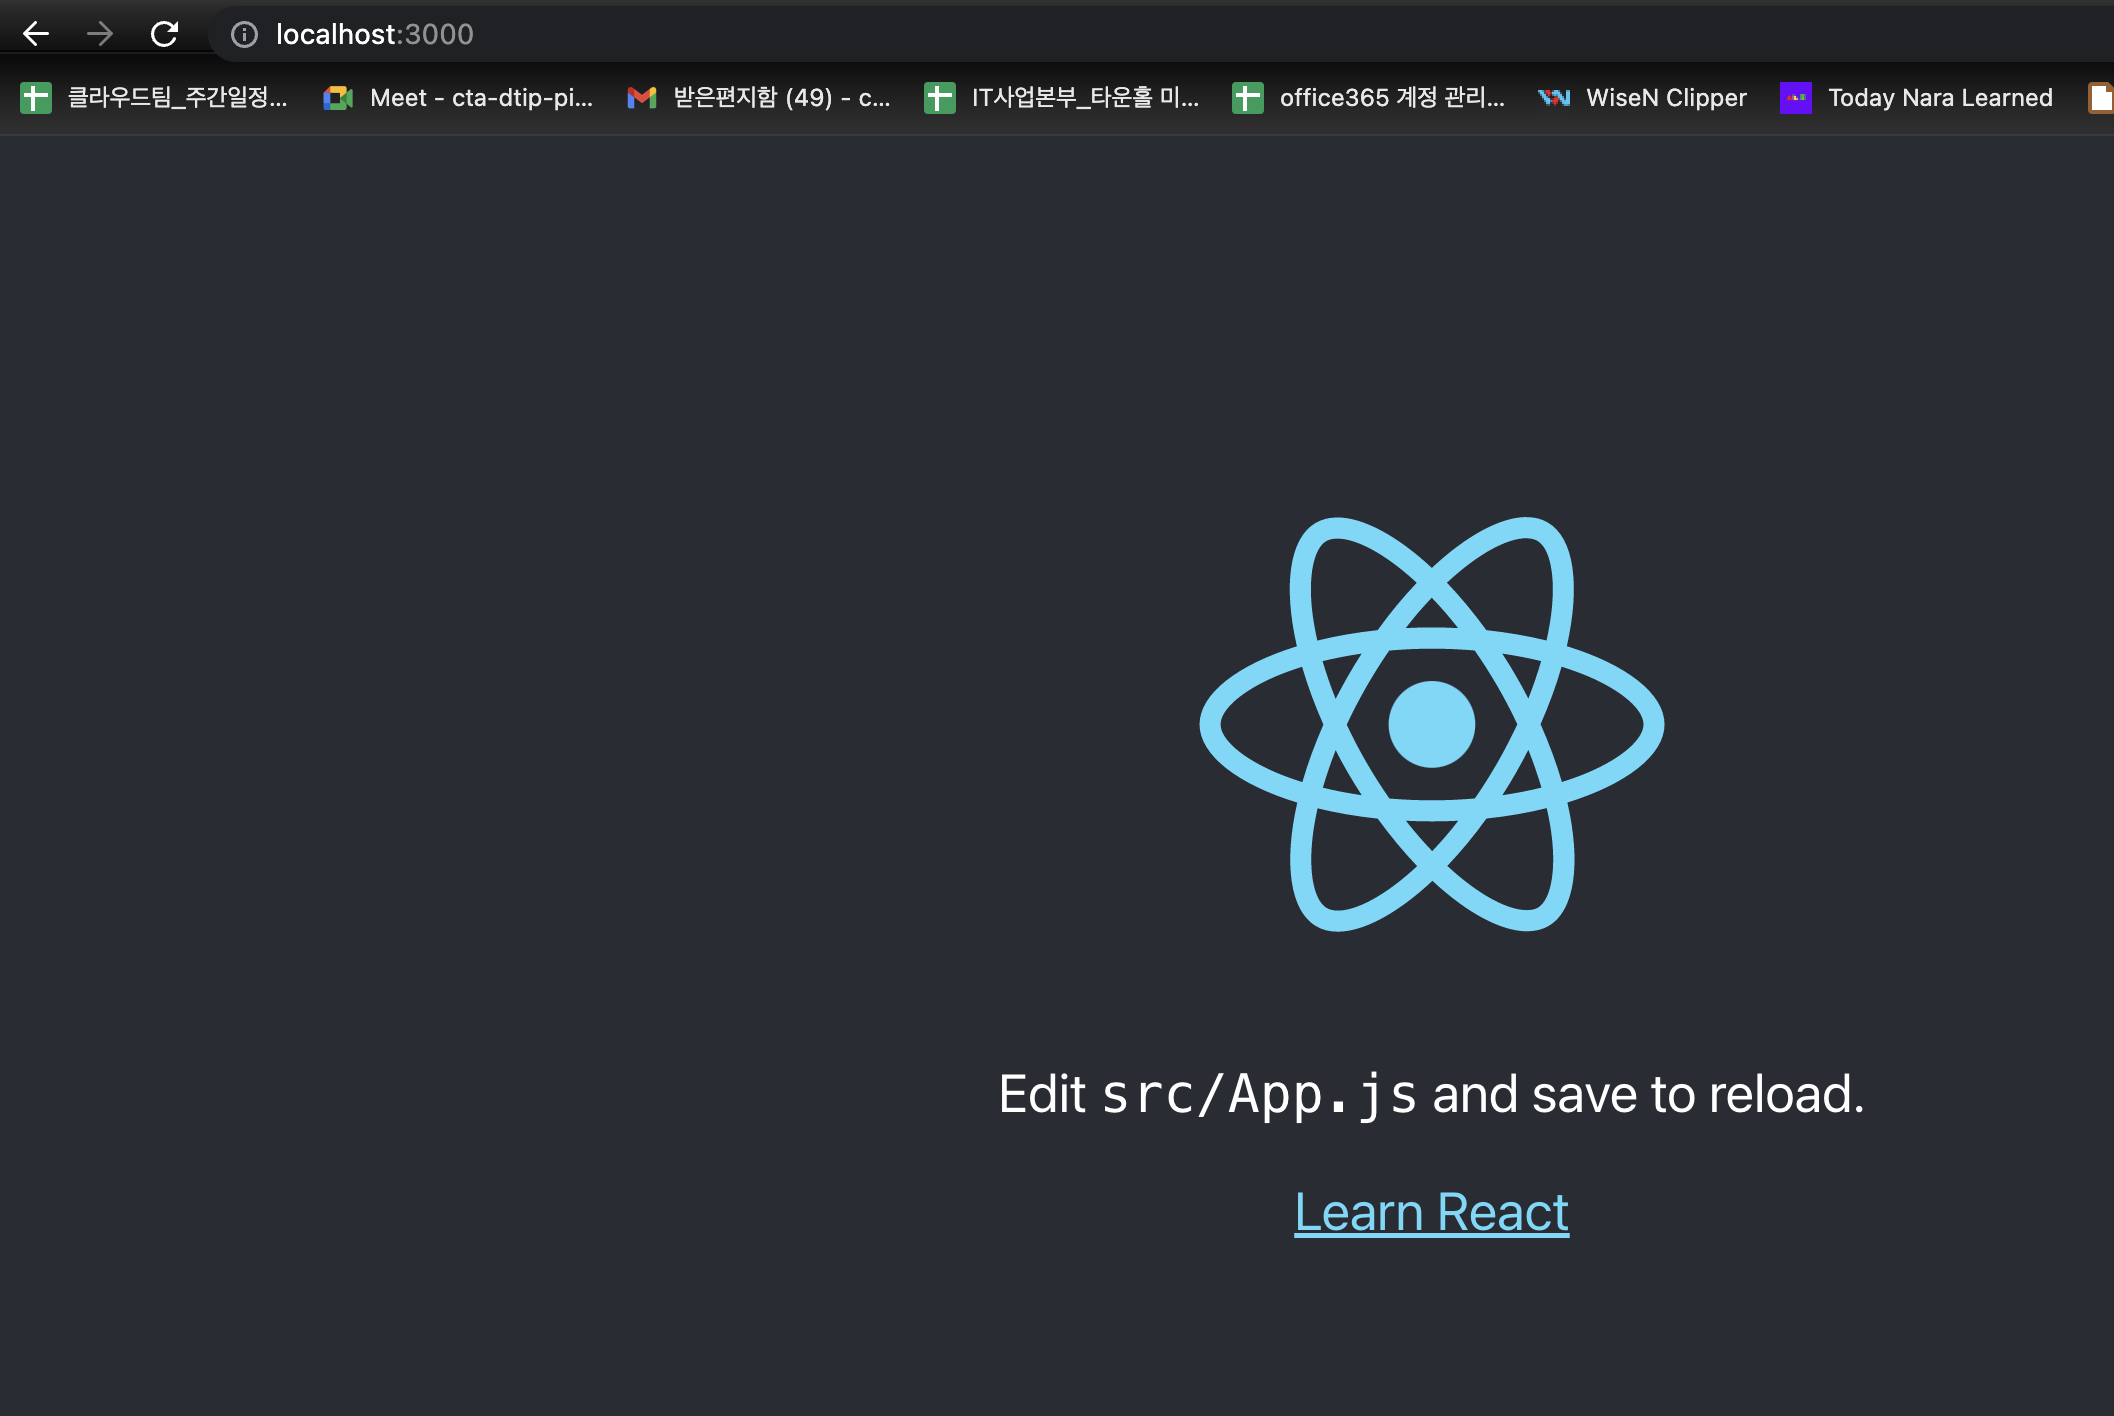 localhost:3000
클라우드팀_주간일정... Meet - cta-dtip-pi... 받은편지함 (49) - c... IT사업본부_타운홀 미... office365 계정 관리... WiseN Clipper Today Nara Learned
Edit src/App.js and save to reload.
Learn React